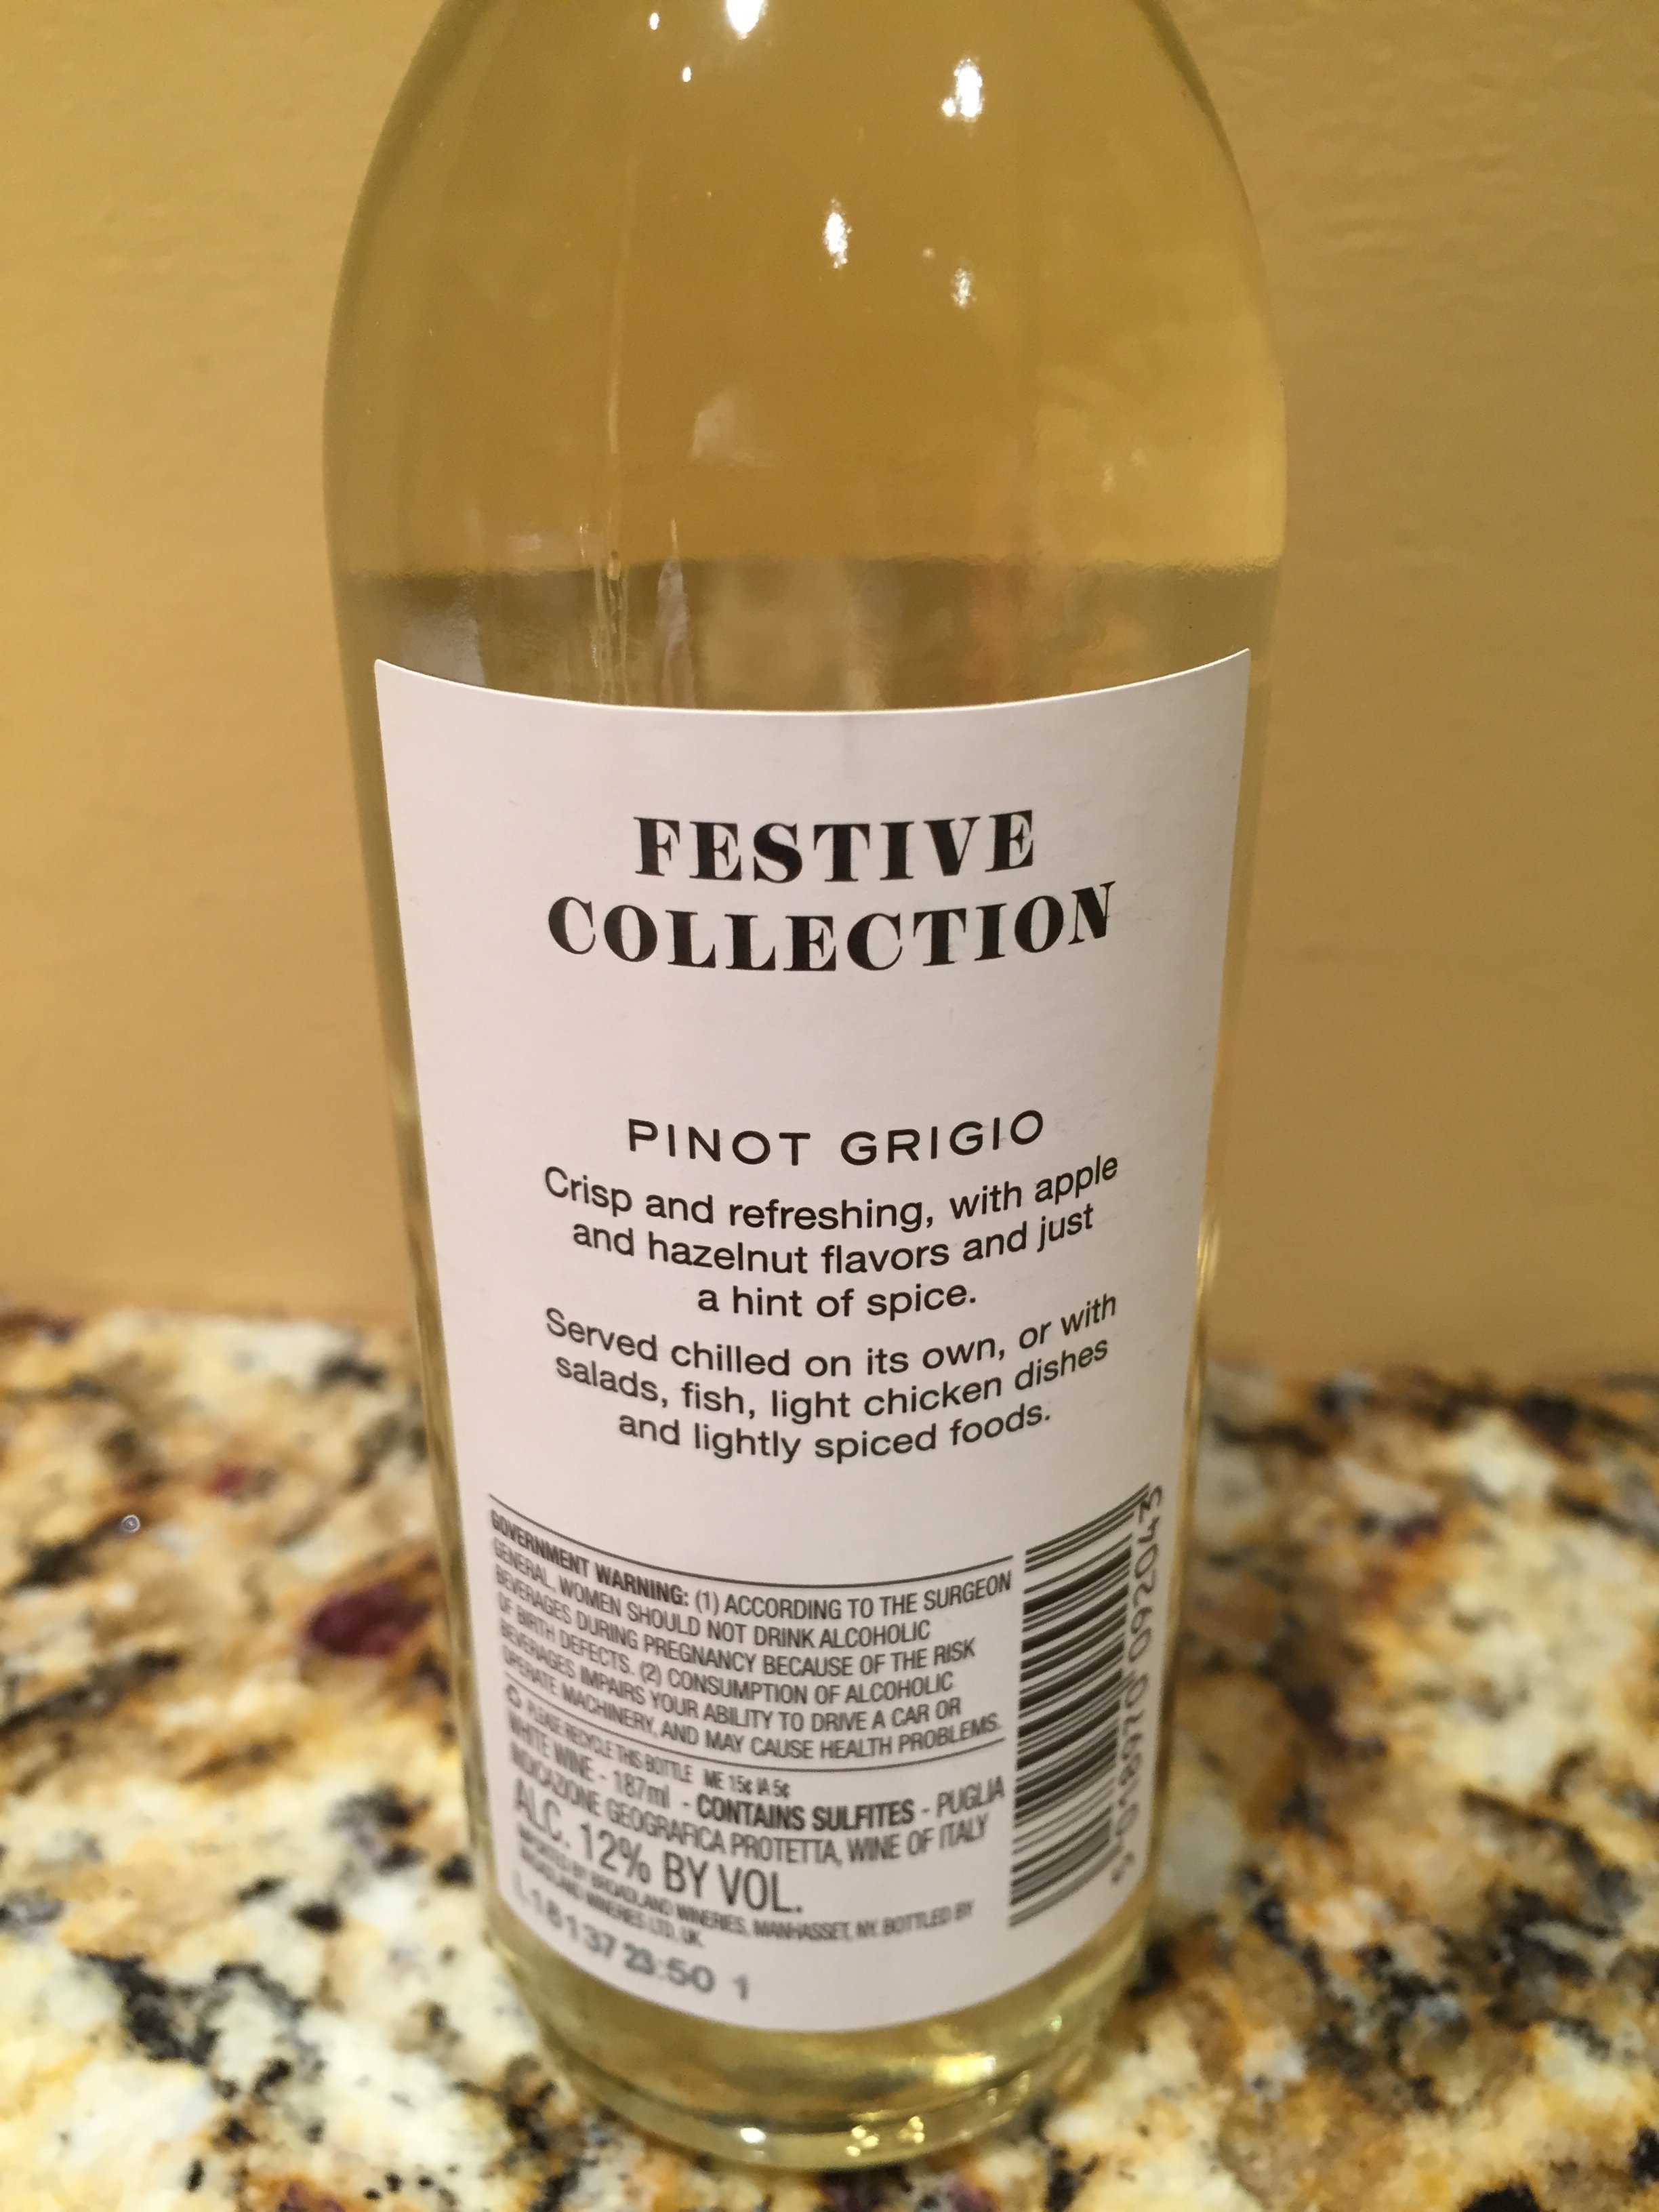 FESTIVE
COLLECTION
PINOT GRIGIO
Crisp and refreshing, with apple
and hazelnut flavors and just
a hint of spice.
Served chilled on its own, or with
salads, fish, light chicken dishes
and lightly spiced foods.
GOVERNMENT WARNING: (1) ACCORDING TO THE SURGEON
GENERAL, WOMEN SHOULD NOT DRINK ALCOHOLIC
BEVERAGES DURING PREGNANCY BECAUSE OF THE RISK
OF BIRTH DEFECTS. (2) CONSUMPTION OF ALCOHOLIC
BEVERAGES IMPAIRS YOUR ABILITY TO DRIVE A CAR OR
OPERATE MACHINERY, AND MAY CAUSE HEALTH PROBLEMS.
PLEASE RECYCLE THIS BOTTLE ME 15¢ IA 5¢
WHITE WINE - 187ml - CONTAINS SULFITES - PUGLIA
INDICAZIONE GEOGRAFICA PROTETTA, WINE OF ITALY
ALC. 12% BY VOL.
IMPORTED BY BROADLAND WINERIES, MANHASSET, NY. BOTTLED BY
BROADLAND WINERIES LTD, UK.
L18137 23:50 1